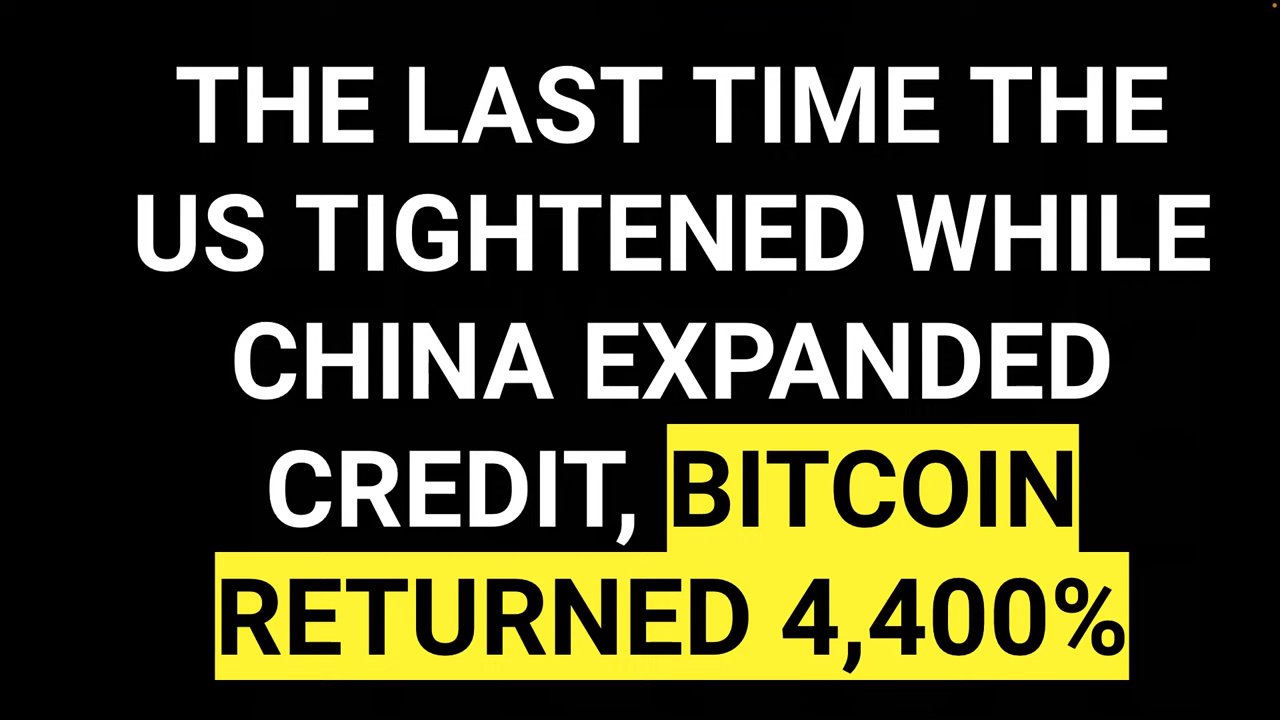 THE LAST TIME THE
US TIGHTENED WHILE
CHINA EXPANDED
CREDIT, BITCOIN
RETURNED 4,400%